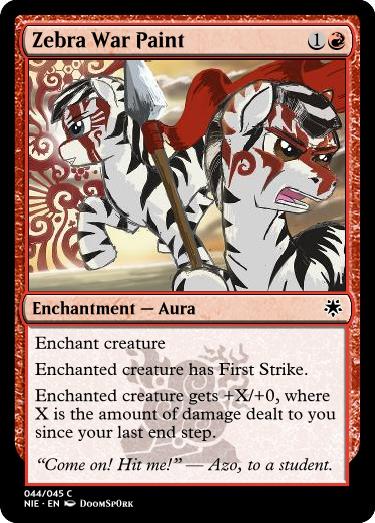 Zebra War Paint 1
Enchantment — Aura
Enchant creature
Enchanted creature has First Strike.
Enchanted creature gets +X/+0, where
X is the amount of damage dealt to you
since your last end step.
“Come on! Hit me!” — Azo, to a student.
044/045 C
NIE • EN DoomSp0rk